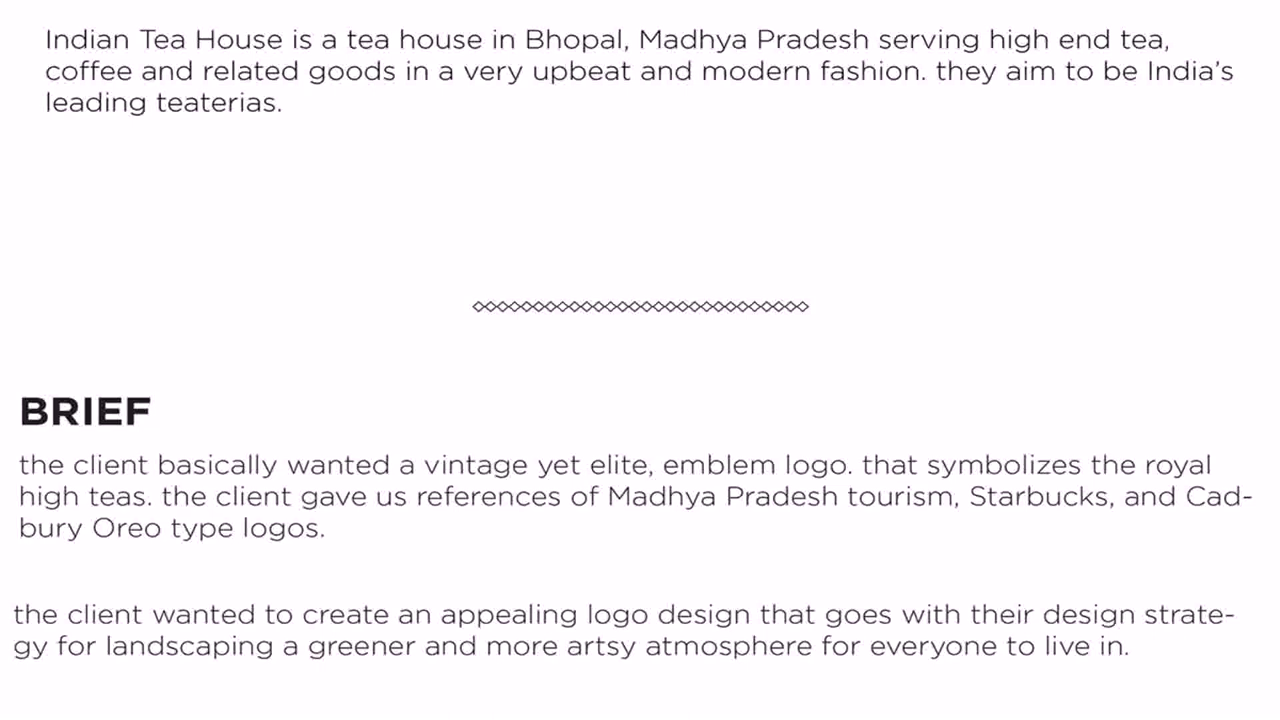 Indian Tea House is a tea house in Bhopal, Madhya Pradesh serving high end tea,
coffee and related goods in a very upbeat and modern fashion. they aim to be India’s
leading teaterias.
BRIEF
the client basically wanted a vintage yet elite, emblem logo. that symbolizes the royal
high teas. the client gave us references of Madhya Pradesh tourism, Starbucks, and Cad-
bury Oreo type logos.
the client wanted to create an appealing logo design that goes with their design strate-
gy for landscaping a greener and more artsy atmosphere for everyone to live in.